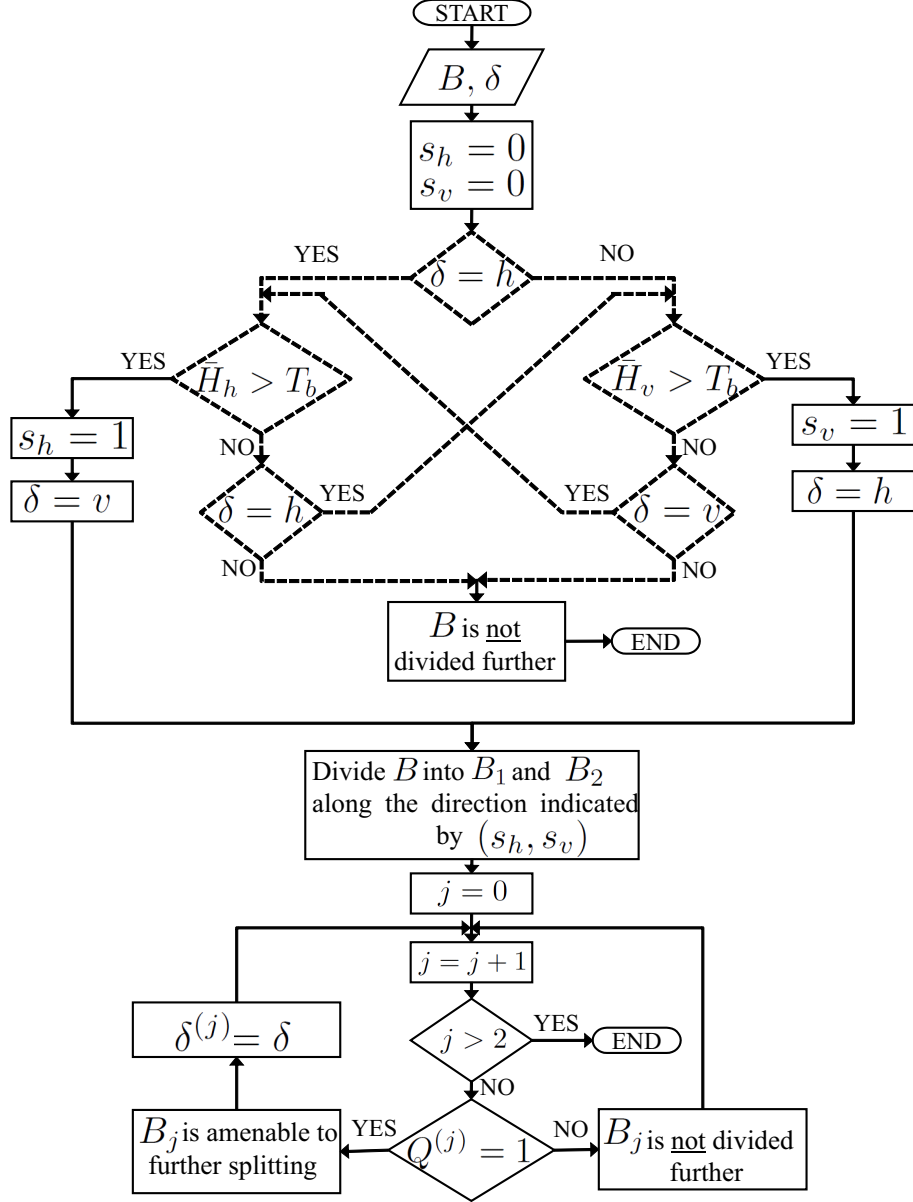 START
B, δ
s_h = 0
s_v = 0
YES
δ = h
NO
YES
H̄_h > T_b
H̄_v > T_b
YES
s_h = 1
NO
NO
s_v = 1
δ = v
δ = h
YES
YES
δ = v
δ = h
NO
NO
B is not
divided further
END
Divide B into B_1 and B_2
along the direction indicated
by (s_h, s_v)
j = 0
j = j + 1
δ^(j) = δ
j > 2
YES
END
NO
B_j is amenable to
further splitting
YES
Q^(j) = 1
NO
B_j is not divided
further